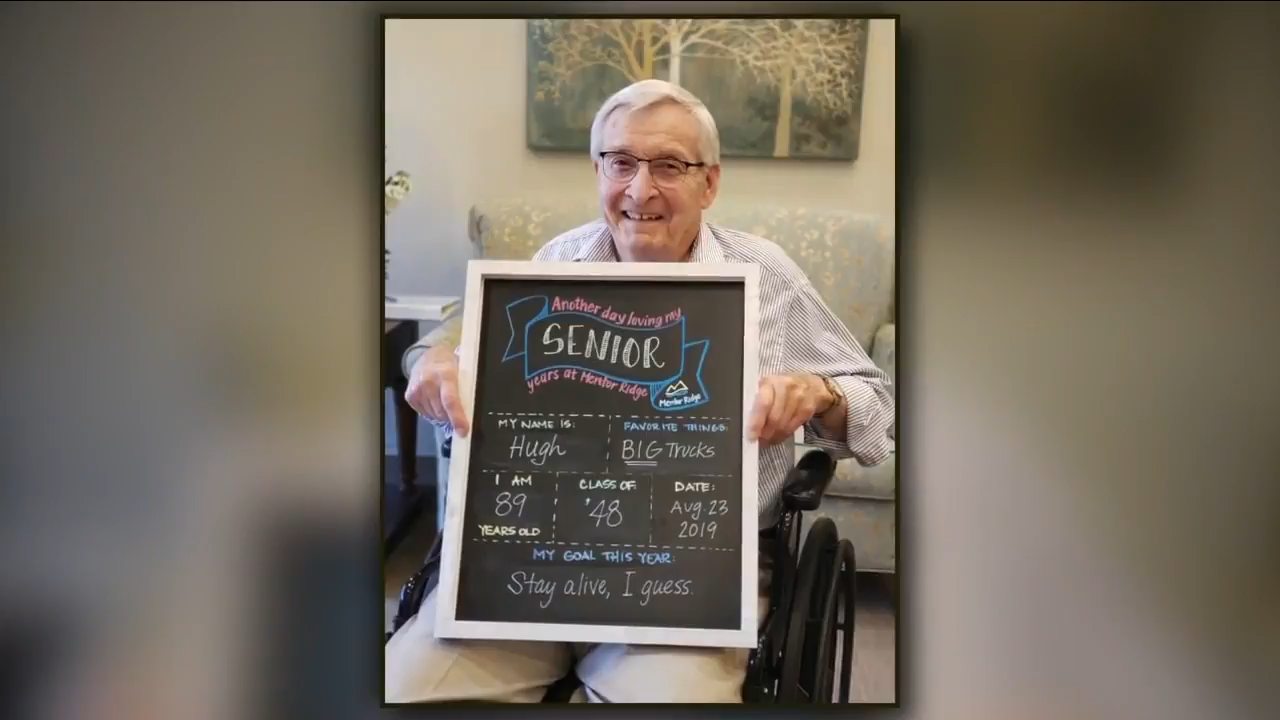 Another day loving my
SENIOR
years at Mentor Ridge
Mentor Ridge
MY NAME IS:
Hugh
FAVORITE THINGS:
BIG Trucks
I AM
89
YEARS OLD
CLASS OF:
'48
DATE:
Aug. 23
2019
MY GOAL THIS YEAR:
Stay alive, I guess.